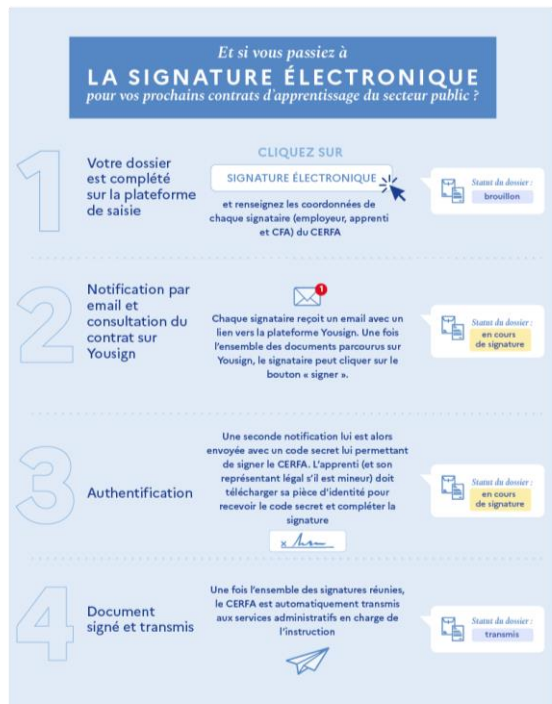 Et si vous passiez à
LA SIGNATURE ÉLECTRONIQUE
pour vos prochains contrats d'apprentissage du secteur public ?
1
Votre dossier
est complété
sur la plateforme
de saisie
CLIQUEZ SUR
SIGNATURE ÉLECTRONIQUE
et renseignez les coordonnées de
chaque signataire (employeur, apprenti
et CFA) du CERFA
Statut du dossier :
brouillon
2
Notification par
email et
consultation du
contrat sur
Yousign
1
Chaque signataire reçoit un email avec un
lien vers la plateforme Yousign. Une fois
l'ensemble des documents parcourus sur
Yousign, le signataire peut cliquer sur le
bouton « signer ».
Statut du dossier :
en cours
de signature
3
Authentification
Une seconde notification lui est alors
envoyée avec un code secret lui permettant
de signer le CERFA. L'apprenti (et son
représentant légal s'il est mineur) doit
télécharger sa pièce d'identité pour
recevoir le code secret et compléter la
signature
x
Statut du dossier :
en cours
de signature
4
Document
signé et transmis
Une fois l'ensemble des signatures réunies,
le CERFA est automatiquement transmis
aux services administratifs en charge de
l'instruction
Statut du dossier :
transmis